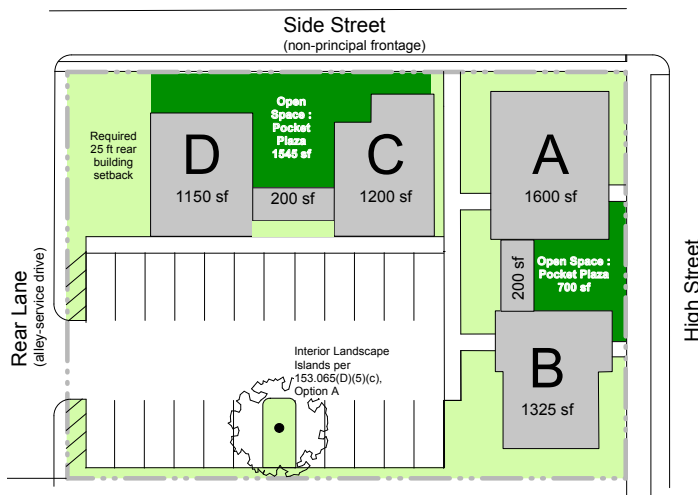 Side Street
(non-principal frontage)
Open
Space :
Pocket
Plaza
1545 sf
Required
25 ft rear
building
setback
D
1150 sf
200 sf
C
1200 sf
A
1600 sf
200 sf
Open Space :
Pocket Plaza
700 sf
B
1325 sf
Interior Landscape
Islands per
153.065(D)(5)(c),
Option A
Rear Lane
(alley-service drive)
High Street